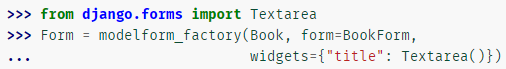 >>> from django.forms import Textarea
>>> Form = modelform_factory(Book, form=BookForm,
...                          widgets={"title": Textarea()})